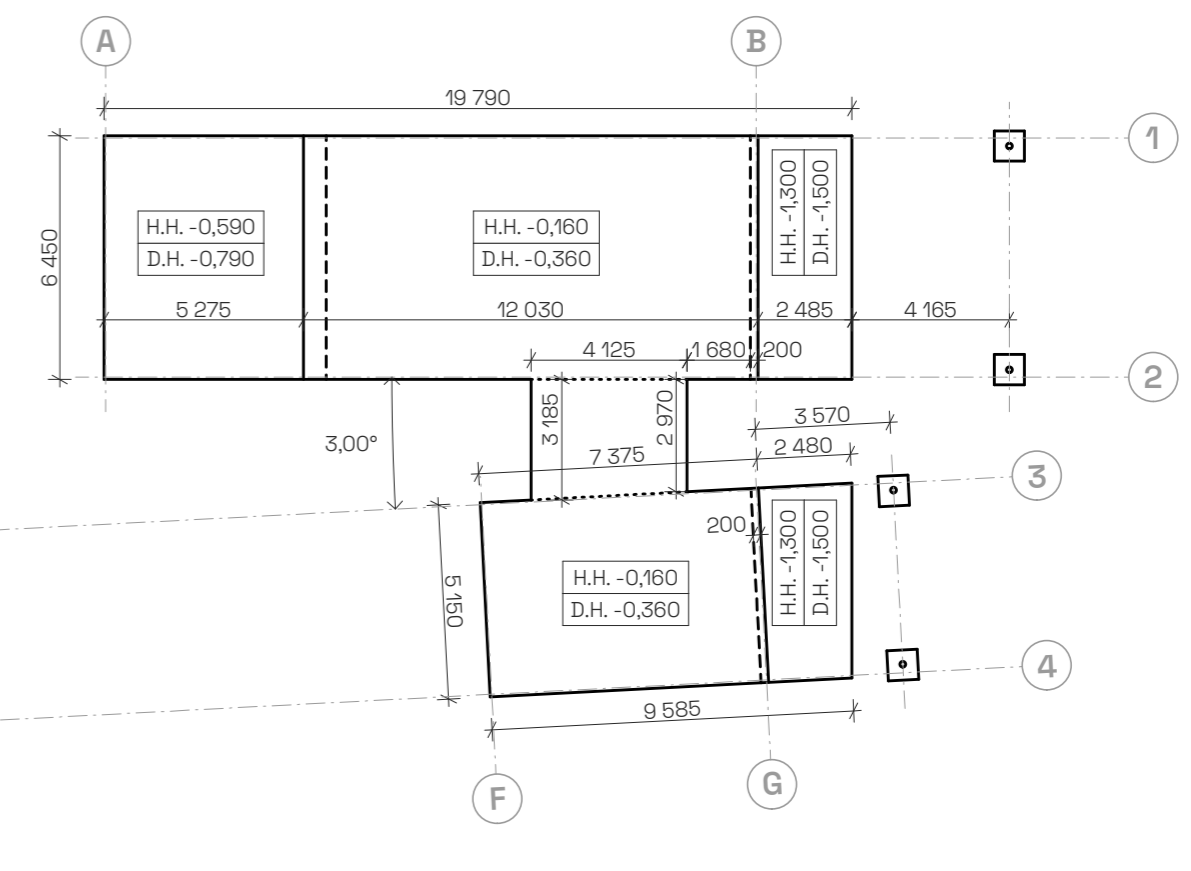 A
B
19 790
1
6 450
H.H. -0,590
D.H. -0,790
H.H. -0,160
D.H. -0,360
H.H. -1,300
D.H. -1,500
5 275
12 030
2 485
4 165
4 125
1 680
200
2
3 185
2 970
3 570
3,00°
7 375
2 480
3
200
5 150
H.H. -0,160
D.H. -0,360
H.H. -1,300
D.H. -1,500
4
9 585
F
G